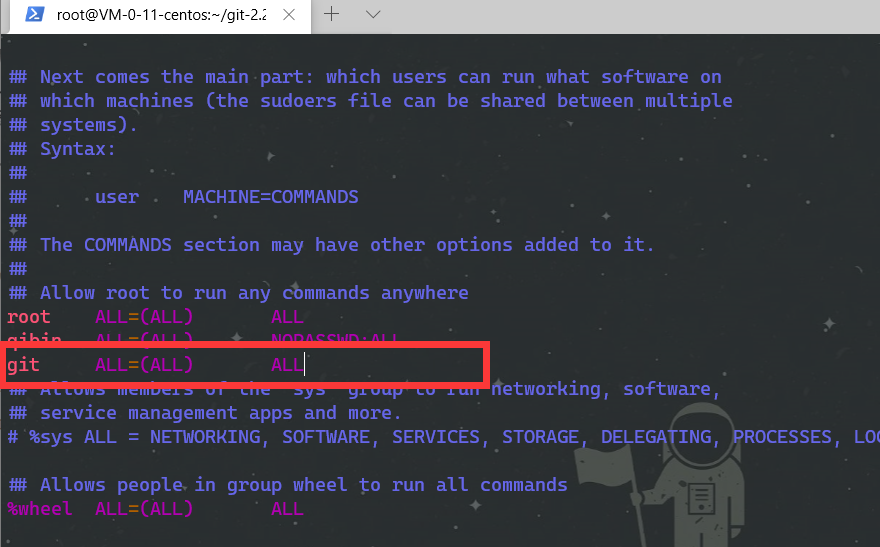 root@VM-0-11-centos:~/git-2.2
## Next comes the main part: which users can run what software on
## which machines (the sudoers file can be shared between multiple
## systems).
## Syntax:
##
##      user    MACHINE=COMMANDS
##
## The COMMANDS section may have other options added to it.
##
## Allow root to run any commands anywhere
root    ALL=(ALL)       ALL
qibin   ALL=(ALL)       NOPASSWD:ALL
git     ALL=(ALL)       ALL
## Allows members of the 'sys' group to run networking, software,
## service management apps and more.
# %sys ALL = NETWORKING, SOFTWARE, SERVICES, STORAGE, DELEGATING, PROCESSES, LOC
## Allows people in group wheel to run all commands
%wheel  ALL=(ALL)       ALL